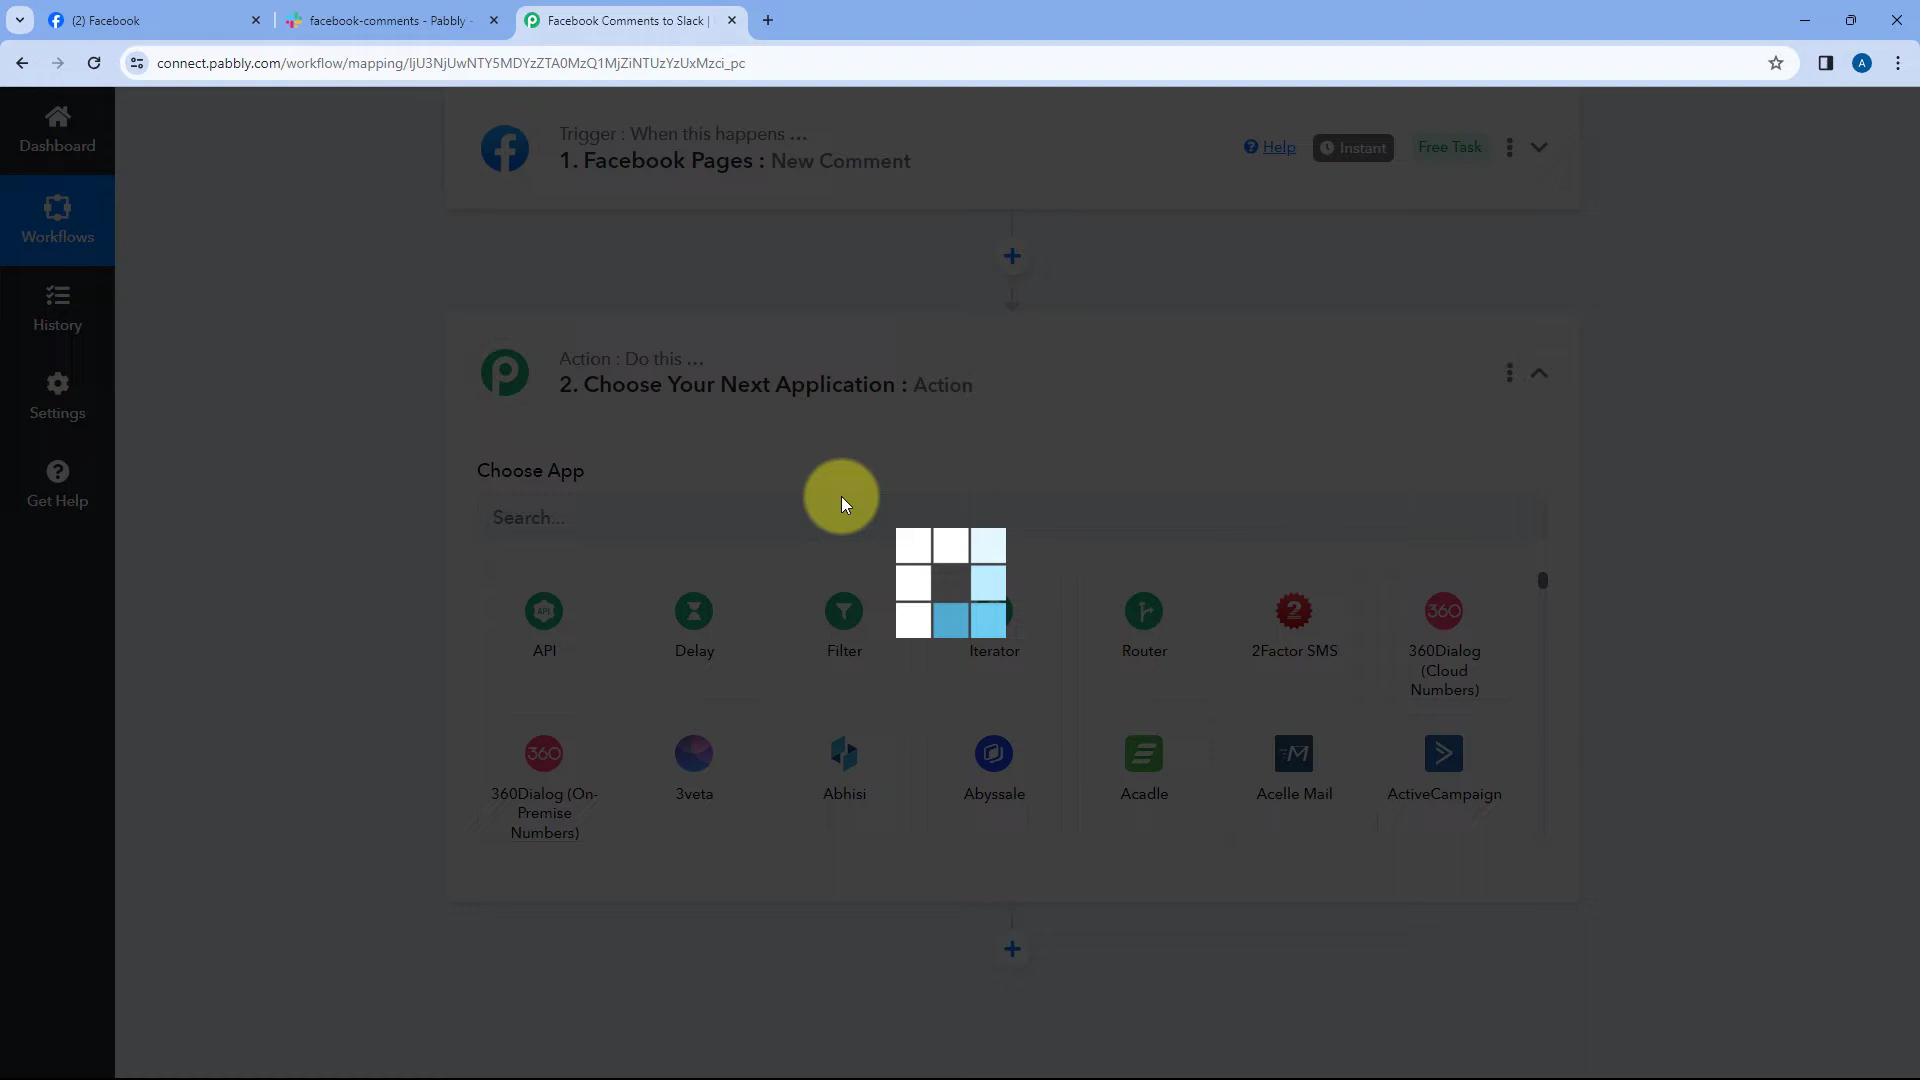 (2) Facebook
facebook-comments - Pabbly -
Facebook Comments to Slack |
connect.pabbly.com/workflow/mapping/IjU3NjUwNTY5MDYzZTA0MzQ1MjZiNTUzYzUxMzci_pc
A
Dashboard
Workflows
History
Settings
Get Help
Trigger : When this happens ...
1. Facebook Pages : New Comment
Help
Instant
Free Task
Action : Do this ...
2. Choose Your Next Application : Action
Choose App
Search...
API
Delay
Filter
Iterator
Router
2Factor SMS
360Dialog
(Cloud
Numbers)
360Dialog (On-
Premise
Numbers)
3veta
Abhisi
Abyssale
Acadle
Acelle Mail
ActiveCampaign